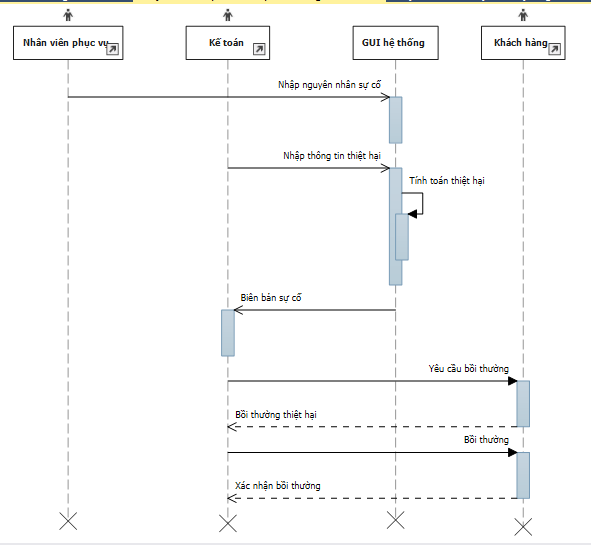 Nhân viên phục vụ
Kế toán
GUI hệ thống
Khách hàng
Nhập nguyên nhân sự cố
Nhập thông tin thiệt hại
Tính toán thiệt hại
Biên bản sự cố
Yêu cầu bồi thường
Bồi thường thiệt hại
Bồi thường
Xác nhận bồi thường